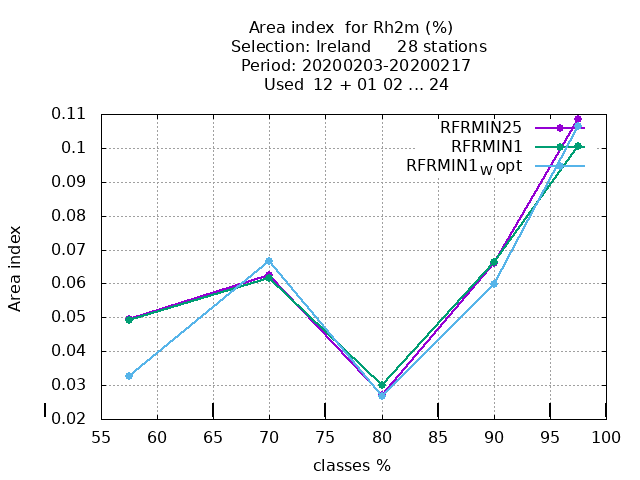 Area index  for Rh2m (%)
Selection: Ireland     28 stations
Period: 20200203-20200217
Used  12 + 01 02 ... 24
RFRMIN25
RFRMIN1
RFRMIN1W opt
Area index
0.11
0.1
0.09
0.08
0.07
0.06
0.05
0.04
0.03
0.02
55 60 65 70 75 80 85 90 95 100
classes %